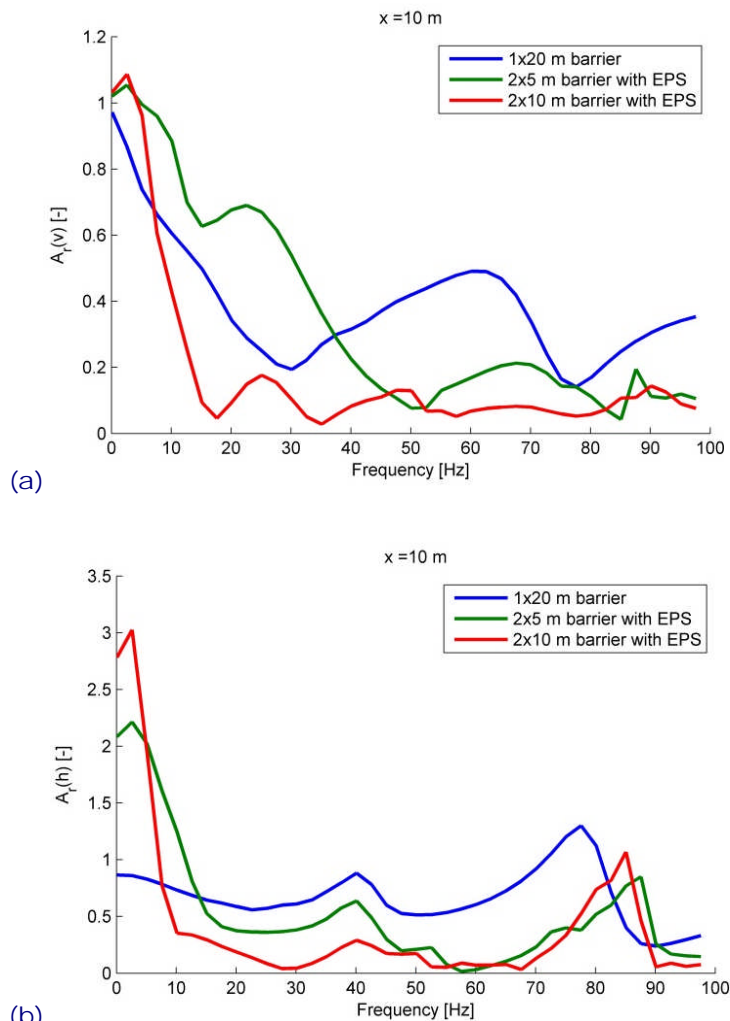 x =10 m
1.2
1
0.8
0.6
0.4
0.2
0
A_r(v) [-]
1x20 m barrier
2x5 m barrier with EPS
2x10 m barrier with EPS
0 10 20 30 40 50 60 70 80 90 100
Frequency [Hz]
(a)
x =10 m
3.5
3
2.5
2
1.5
1
0.5
0
A_r(h) [-]
1x20 m barrier
2x5 m barrier with EPS
2x10 m barrier with EPS
0 10 20 30 40 50 60 70 80 90 100
Frequency [Hz]
(b)